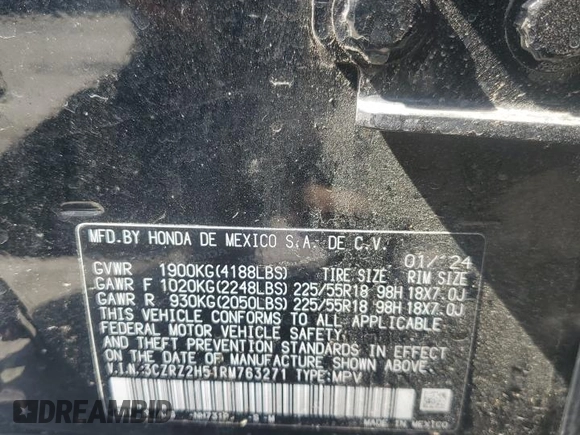 MFD.BY HONDA DE MEXICO S.A. DE C.V. 01/ 24
GVWR 1900KG(4188LBS) TIRE SIZE RIM SIZE
GAWR F 1020KG(2248LBS) 225/55R18 98H 18X7.0J
GAWR R 930KG(2050LBS) 225/55R18 98H 18X7.0J
THIS VEHICLE CONFORMS TO ALL APPLICABLE
FEDERAL MOTOR VEHICLE SAFETY, BUMPER,
AND THEFT PREVENTION STANDARDS IN EFFECT
ON THE DATE OF MANUFACTURE SHOWN ABOVE.
V.I.N.:3CZRZ2H51RM763271 TYPE:MPV
NH731P
MADE IN MEXICO
DREAMBID